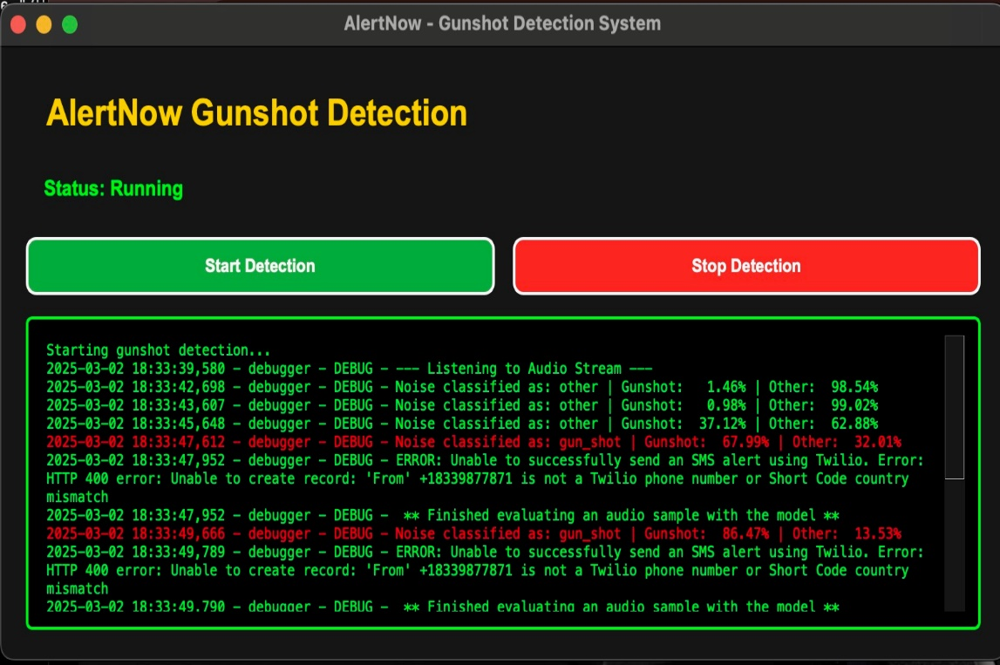 AlertNow - Gunshot Detection System
AlertNow Gunshot Detection
Status: Running
Start Detection
Stop Detection
Starting gunshot detection...
2025-03-02 18:33:39,580 - debugger - DEBUG - --- Listening to Audio Stream ---
2025-03-02 18:33:42,698 - debugger - DEBUG - Noise classified as: other | Gunshot: 1.46% | Other: 98.54%
2025-03-02 18:33:43,607 - debugger - DEBUG - Noise classified as: other | Gunshot: 0.98% | Other: 99.02%
2025-03-02 18:33:45,648 - debugger - DEBUG - Noise classified as: other | Gunshot: 37.12% | Other: 62.88%
2025-03-02 18:33:47,612 - debugger - DEBUG - Noise classified as: gun_shot | Gunshot: 67.99% | Other: 32.01%
2025-03-02 18:33:47,952 - debugger - DEBUG - ERROR: Unable to successfully send an SMS alert using Twilio. Error:
HTTP 400 error: Unable to create record: 'From' +18339877871 is not a Twilio phone number or Short Code country
mismatch
2025-03-02 18:33:47,952 - debugger - DEBUG - ** Finished evaluating an audio sample with the model **
2025-03-02 18:33:49,666 - debugger - DEBUG - Noise classified as: gun_shot | Gunshot: 86.47% | Other: 13.53%
2025-03-02 18:33:49,789 - debugger - DEBUG - ERROR: Unable to successfully send an SMS alert using Twilio. Error:
HTTP 400 error: Unable to create record: 'From' +18339877871 is not a Twilio phone number or Short Code country
mismatch
2025-03-02 18:33:49,790 - debugger - DEBUG - ** Finished evaluating an audio sample with the model **